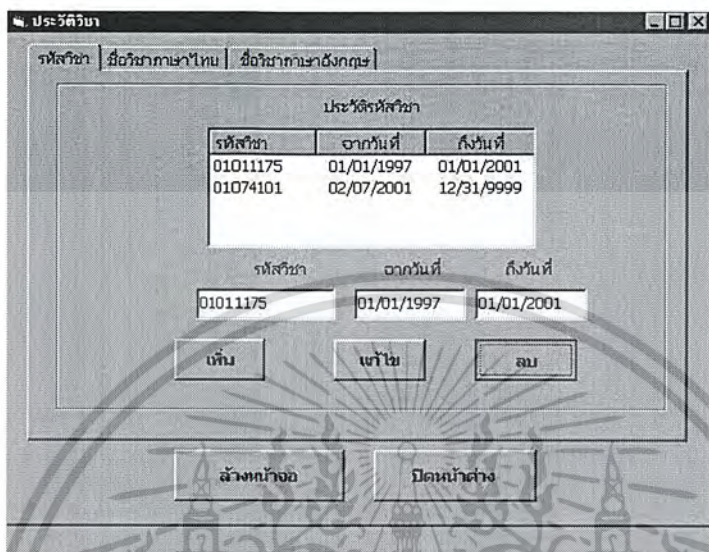 ประวัติวิชา
รหัสวิชา ชื่อวิชาภาษาไทย ชื่อวิชาภาษาอังกฤษ
ประวัติรหัสวิชา
รหัสวิชา จากวันที่ ถึงวันที่
01011175 01/01/1997 01/01/2001
01074101 02/07/2001 12/31/9999
รหัสวิชา จากวันที่ ถึงวันที่
01011175 01/01/1997 01/01/2001
เพิ่ม แก้ไข ลบ
ล้างหน้าจอ ปิดหน้าต่าง